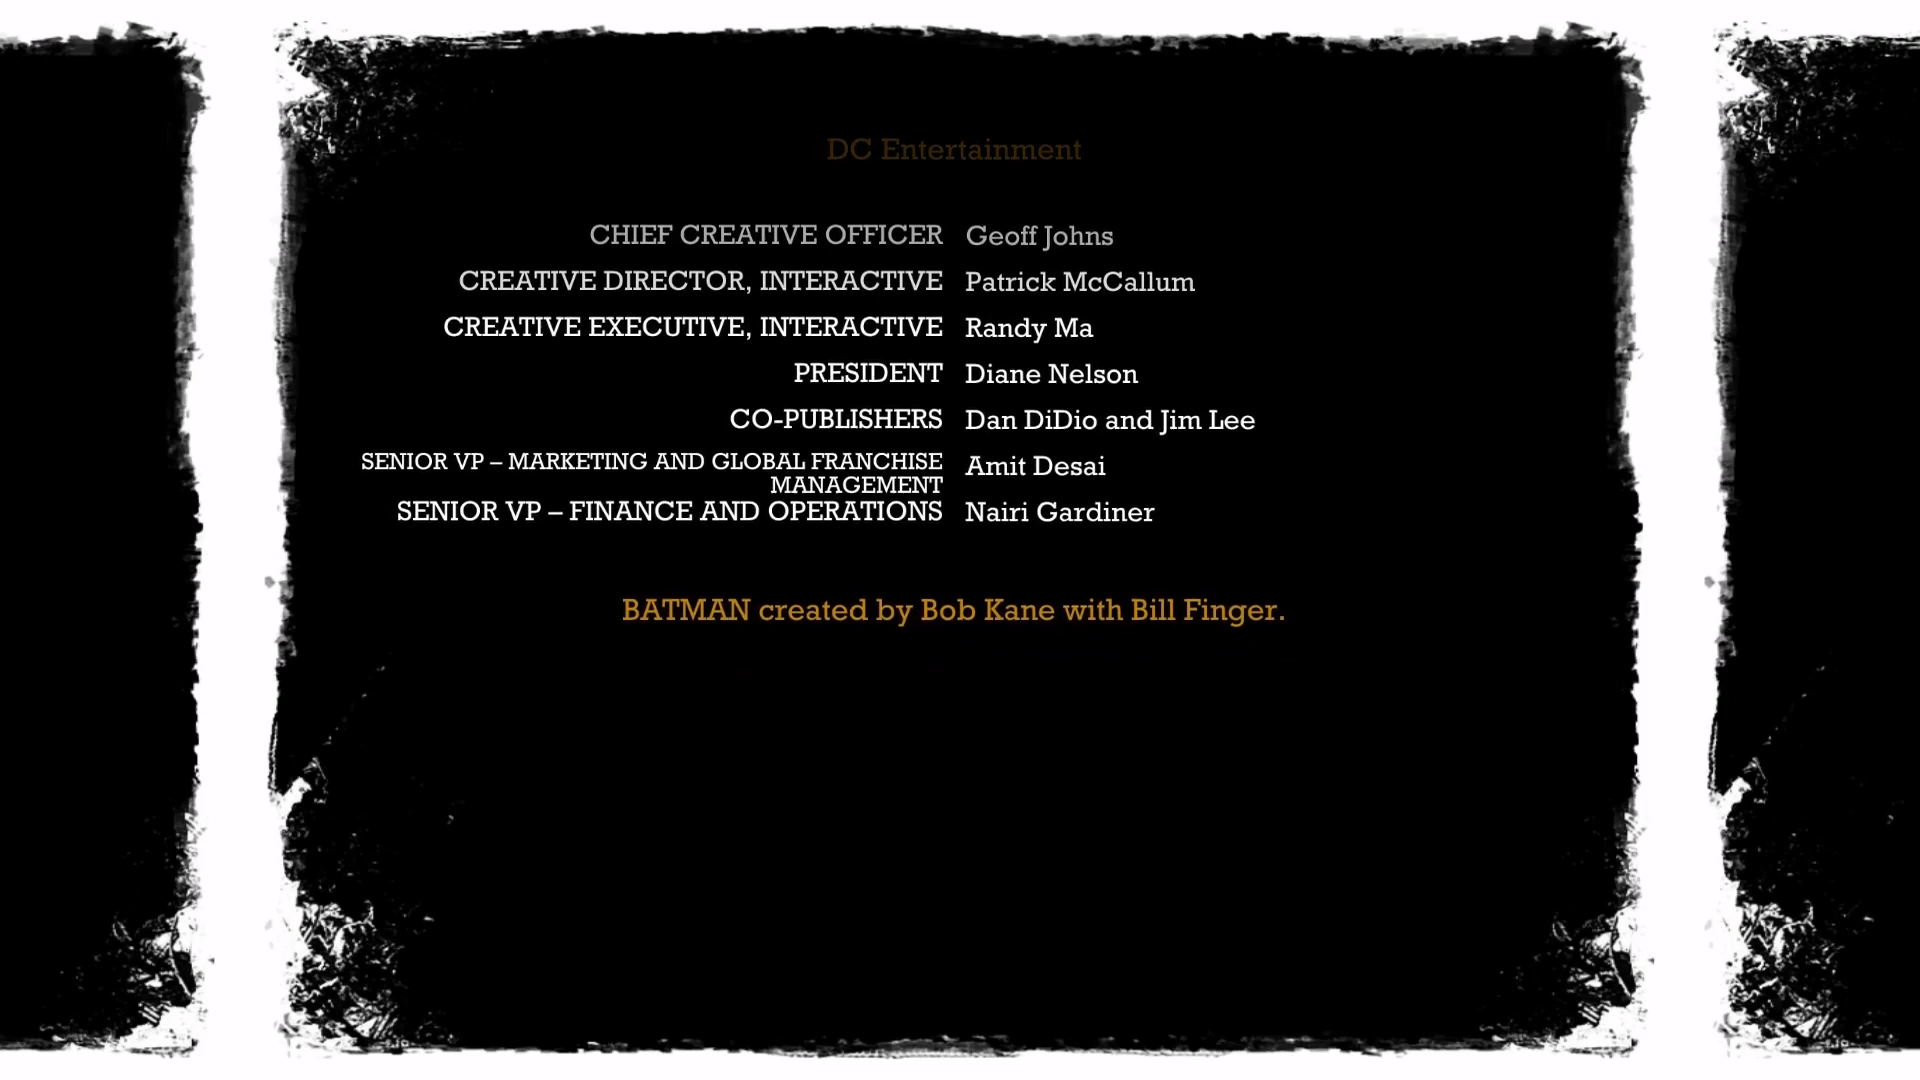 DC Entertainment
CHIEF CREATIVE OFFICER Geoff Johns
CREATIVE DIRECTOR, INTERACTIVE Patrick McCallum
CREATIVE EXECUTIVE, INTERACTIVE Randy Ma
PRESIDENT Diane Nelson
CO-PUBLISHERS Dan DiDio and Jim Lee
SENIOR VP – MARKETING AND GLOBAL FRANCHISE
MANAGEMENT Amit Desai
SENIOR VP – FINANCE AND OPERATIONS Nairi Gardiner
BATMAN created by Bob Kane with Bill Finger.